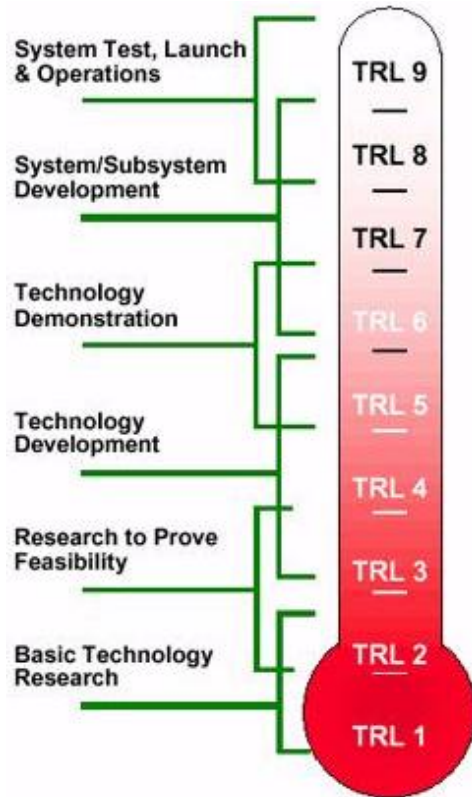 System Test, Launch
& Operations
System/Subsystem
Development
Technology
Demonstration
Technology
Development
Research to Prove
Feasibility
Basic Technology
Research
TRL 9
TRL 8
TRL 7
TRL 6
TRL 5
TRL 4
TRL 3
TRL 2
TRL 1